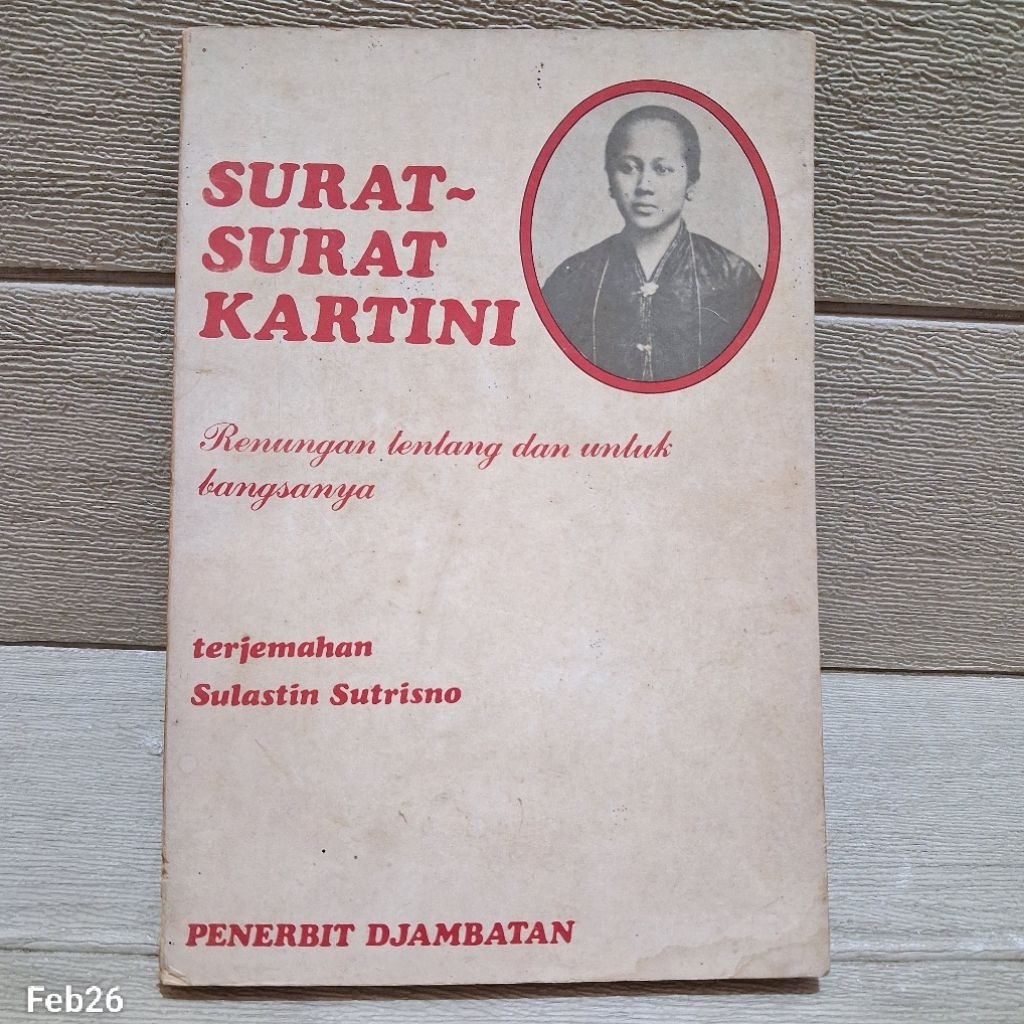 SURAT~
SURAT
KARTINI
Renungan tentang dan untuk
bangsanya
terjemahan
Sulastin Sutrisno
PENERBIT DJAMBATAN
Feb26